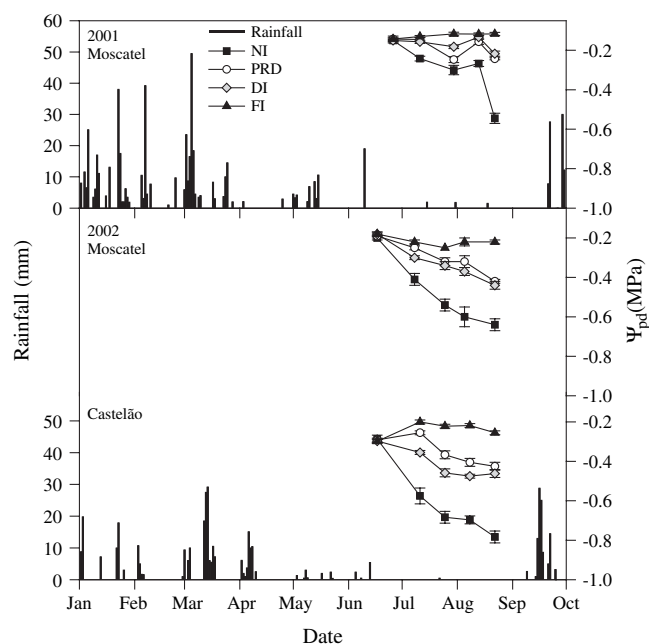 60
50
40
30
20
10
0
2001
Moscatel
Rainfall
NI
PRD
DI
FI
-0.2
-0.4
-0.6
-0.8
-1.0
2002
Moscatel
-0.2
-0.4
-0.6
-0.8
-1.0
Rainfall (mm)
Ψpd(MPa)
Castelão
50
40
30
20
10
0
-0.2
-0.4
-0.6
-0.8
-1.0
Jan Feb Mar Apr May Jun Jul Aug Sep Oct
Date